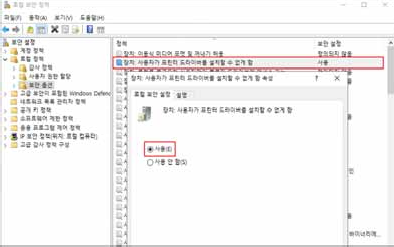 로컬 보안 정책
파일(F) 동작(A) 보기(V) 도움말(H)
보안 설정
계정 정책
로컬 정책
감사 정책
사용자 권한 할당
보안 옵션
고급 보안이 포함된 Windows Defend
네트워크 목록 관리자 정책
공개 키 정책
소프트웨어 제한 정책
응용 프로그램 제어 정책
IP 보안 정책(위치: 로컬 컴퓨터)
고급 감사 정책 구성
정책
보안 설정
장치: 이동식 미디어 포맷 및 꺼내기 허용
정의되지 않음
장치: 사용자가 프린터 드라이버를 설치할 수 없게 함
사용
장치: 사용자가 프린터 드라이버를 설치할 수 없게 함 속성
로컬 보안 설정
설명
장치: 사용자가 프린터 드라이버를 설치할 수 없게 함
사용(E)
사용 안 함(S)